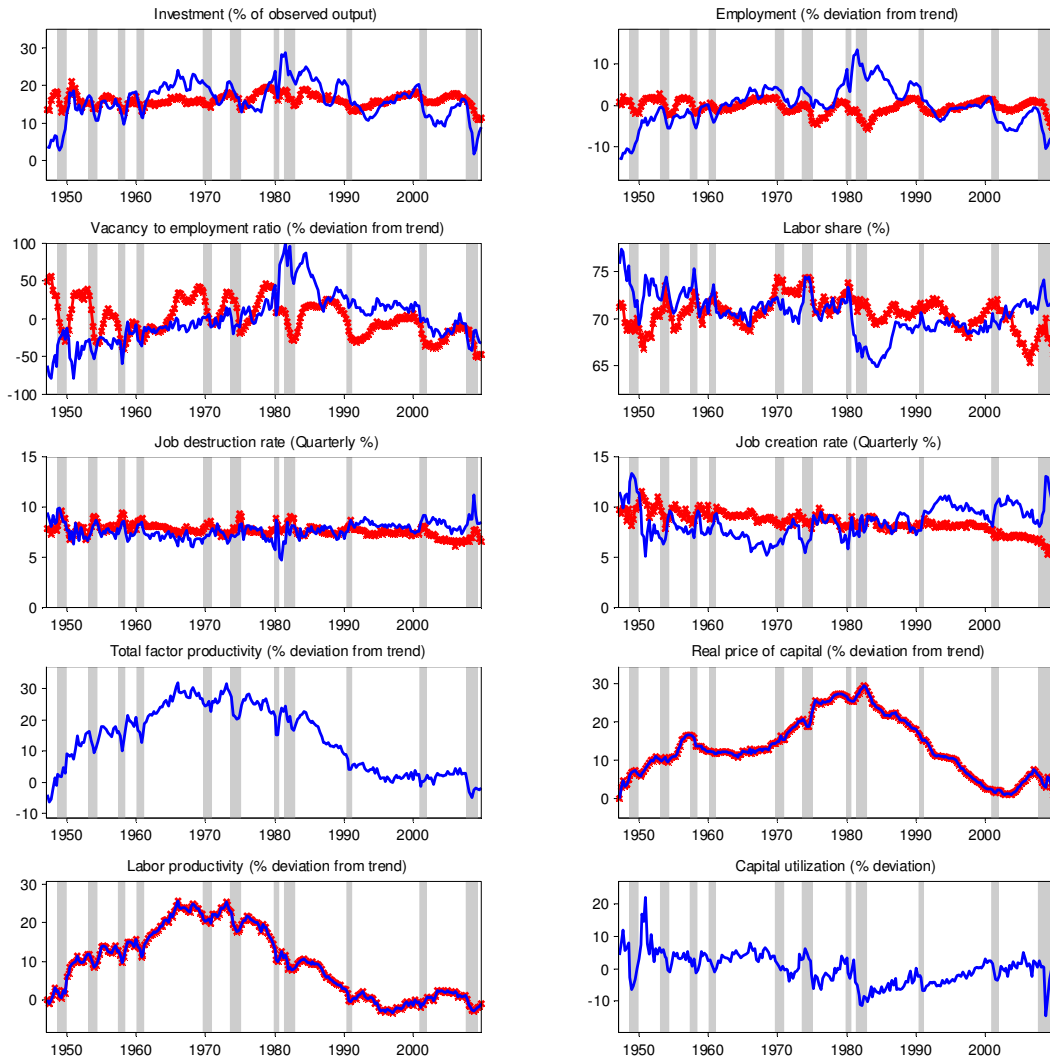 Investment (% of observed output)
30
20
10
0
1950 1960 1970 1980 1990 2000
Employment (% deviation from trend)
10
0
-10
1950 1960 1970 1980 1990 2000
Vacancy to employment ratio (% deviation from trend)
100
50
0
-50
-100
1950 1960 1970 1980 1990 2000
Labor share (%)
75
70
65
1950 1960 1970 1980 1990 2000
Job destruction rate (Quarterly %)
15
10
5
0
1950 1960 1970 1980 1990 2000
Job creation rate (Quarterly %)
15
10
5
0
1950 1960 1970 1980 1990 2000
Total factor productivity (% deviation from trend)
30
20
10
0
-10
1950 1960 1970 1980 1990 2000
Real price of capital (% deviation from trend)
30
20
10
0
1950 1960 1970 1980 1990 2000
Labor productivity (% deviation from trend)
30
20
10
0
1950 1960 1970 1980 1990 2000
Capital utilization (% deviation)
20
10
0
-10
1950 1960 1970 1980 1990 2000